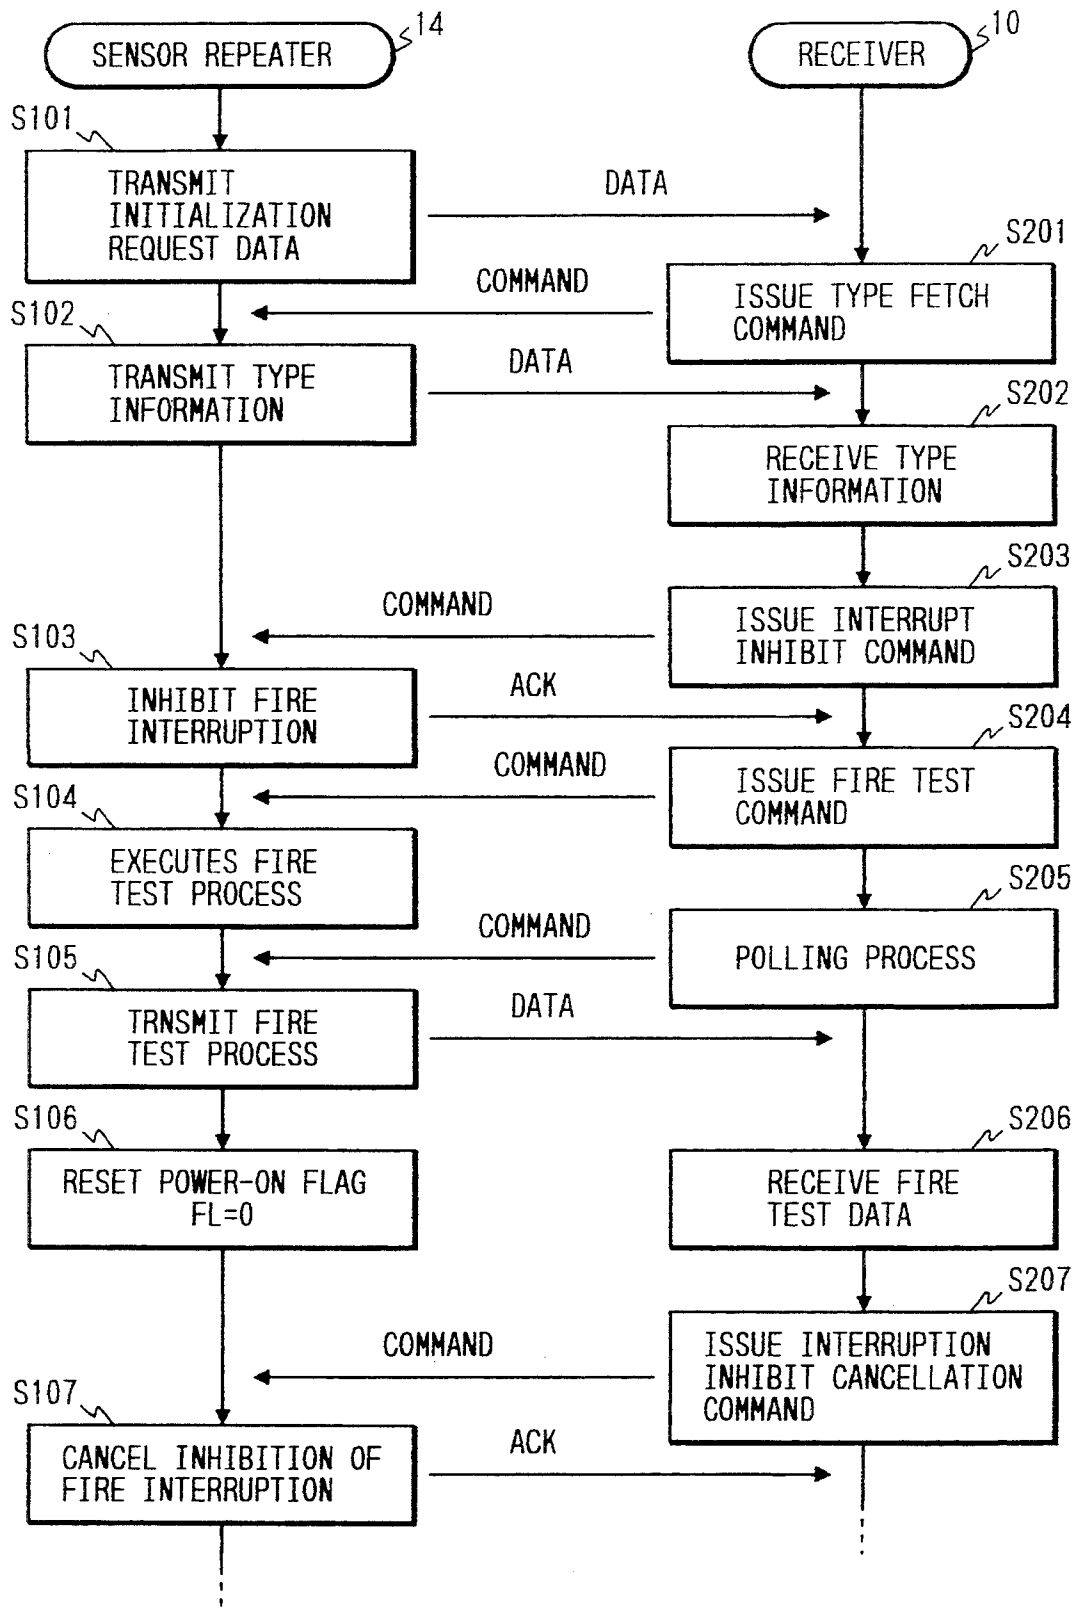 SENSOR REPEATER
14
RECEIVER
10
S101
TRANSMIT
INITIALIZATION
REQUEST DATA
DATA
S201
ISSUE TYPE FETCH
COMMAND
COMMAND
S102
TRANSMIT TYPE
INFORMATION
DATA
S202
RECEIVE TYPE
INFORMATION
S203
ISSUE INTERRUPT
INHIBIT COMMAND
COMMAND
S103
INHIBIT FIRE
INTERRUPTION
ACK
S204
ISSUE FIRE TEST
COMMAND
COMMAND
S104
EXECUTES FIRE
TEST PROCESS
S205
POLLING PROCESS
COMMAND
S105
TRNSMIT FIRE
TEST PROCESS
DATA
S106
RESET POWER-ON FLAG
FL=0
S206
RECEIVE FIRE
TEST DATA
S207
ISSUE INTERRUPTION
INHIBIT CANCELLATION
COMMAND
COMMAND
S107
CANCEL INHIBITION OF
FIRE INTERRUPTION
ACK